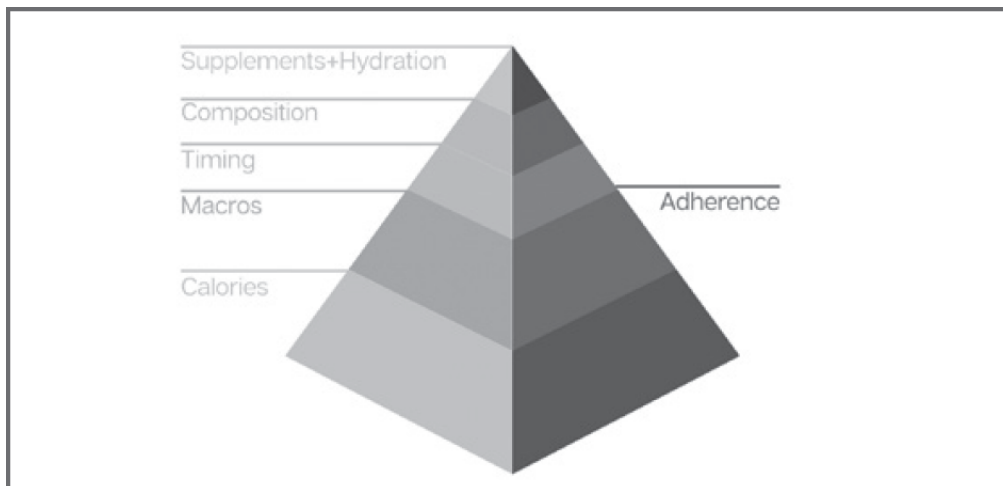 Supplements+Hydration
Composition
Timing
Macros
Adherence
Calories